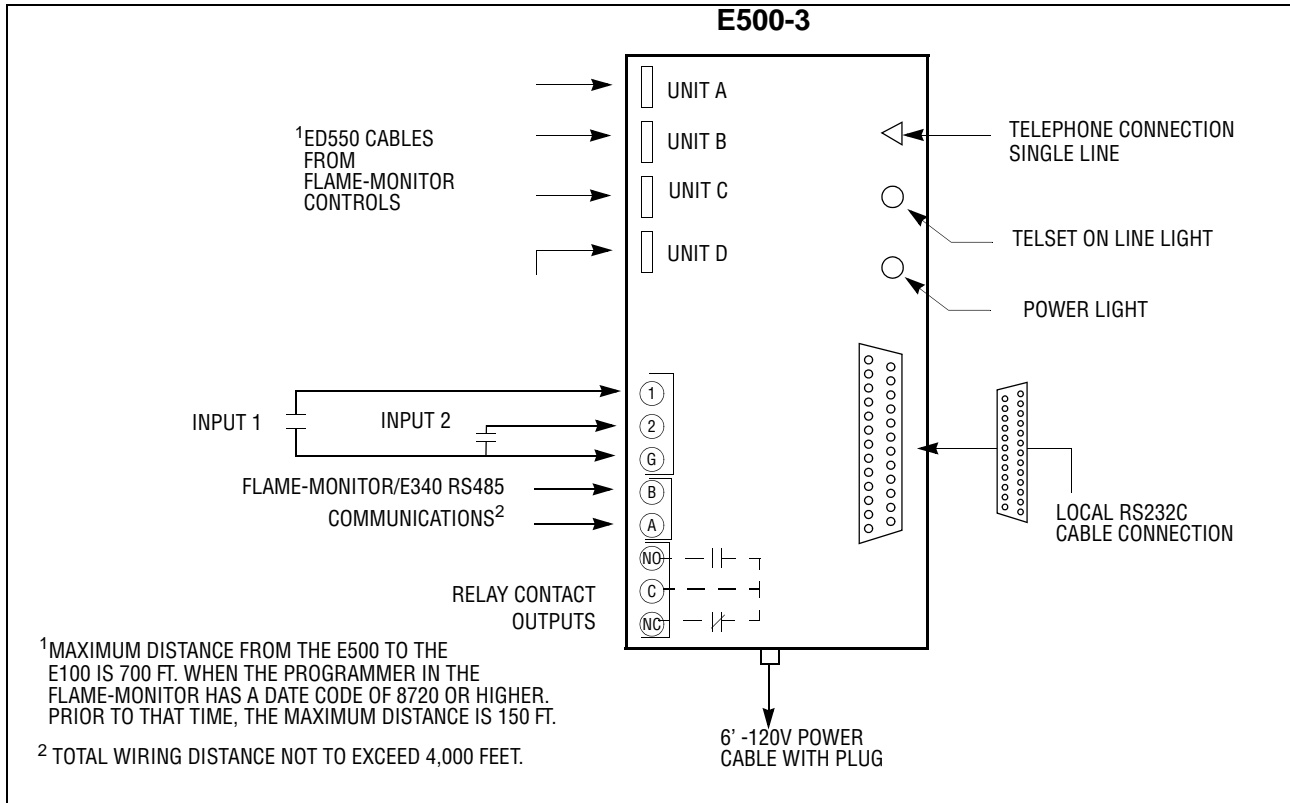 E500-3
UNIT A
UNIT B
UNIT C
UNIT D
1ED550 CABLES
FROM
FLAME-MONITOR
CONTROLS
TELEPHONE CONNECTION
SINGLE LINE
TELSET ON LINE LIGHT
POWER LIGHT
INPUT 1
INPUT 2
1
2
G
FLAME-MONITOR/E340 RS485
COMMUNICATIONS2
B
A
LOCAL RS232C
CABLE CONNECTION
RELAY CONTACT
OUTPUTS
NO
C
NC
1MAXIMUM DISTANCE FROM THE E500 TO THE
E100 IS 700 FT. WHEN THE PROGRAMMER IN THE
FLAME-MONITOR HAS A DATE CODE OF 8720 OR HIGHER.
PRIOR TO THAT TIME, THE MAXIMUM DISTANCE IS 150 FT.
2 TOTAL WIRING DISTANCE NOT TO EXCEED 4,000 FEET.
6’ -120V POWER
CABLE WITH PLUG